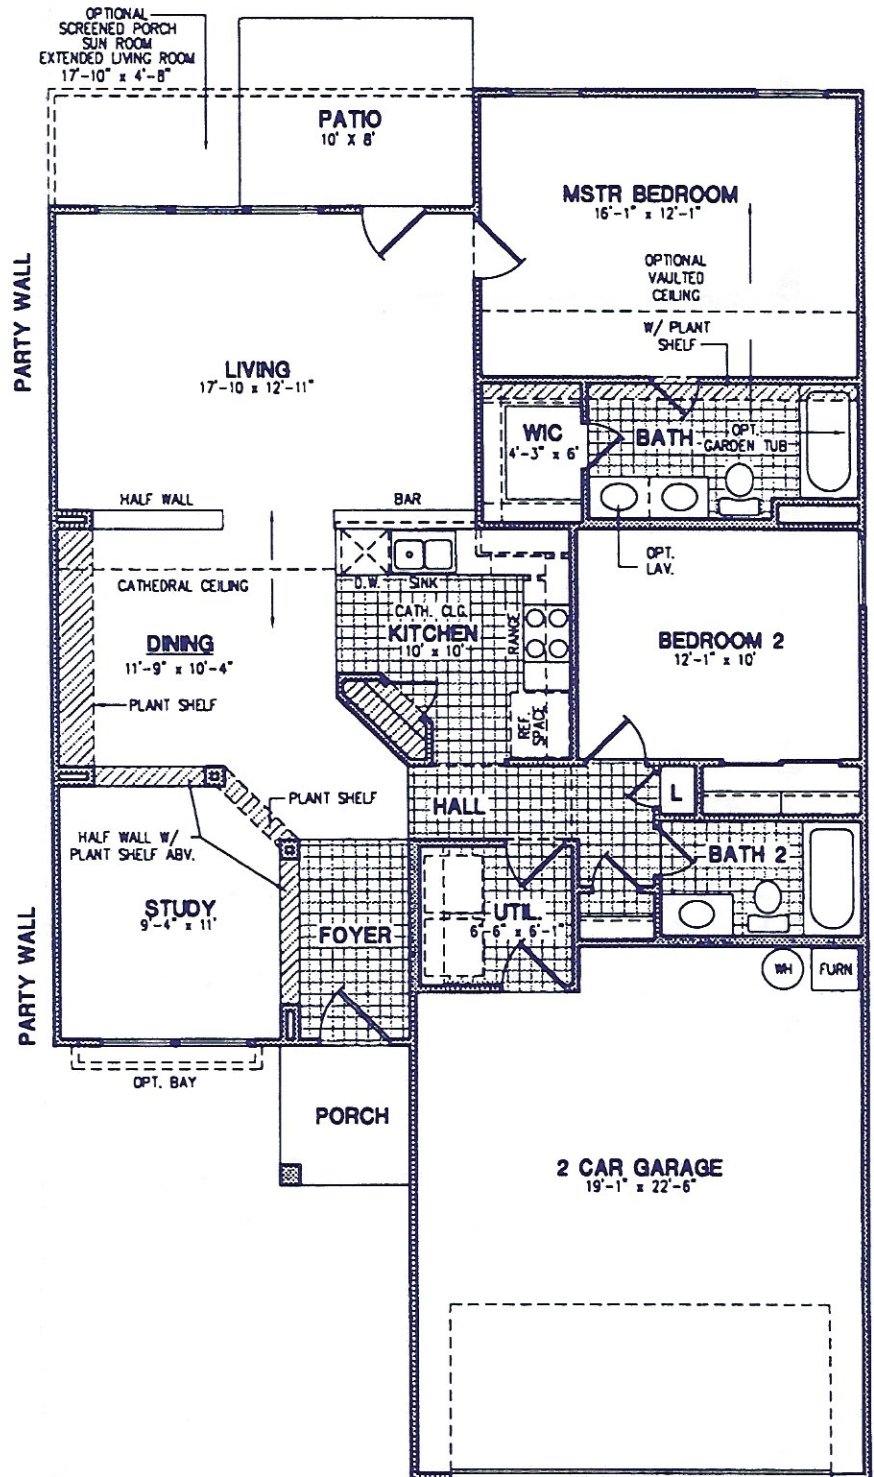 OPTIONAL
SCREENED PORCH
SUN ROOM
EXTENDED LIVING ROOM
17'-10" x 4'-8"
PATIO
10' X 8'
MSTR BEDROOM
16'-1" x 12'-1"
OPTIONAL
VAULTED
CEILING
W/ PLANT
SHELF
PARTY WALL
LIVING
17'-10 x 12'-11"
WIC
4'-3" x 6'
BATH
OPT.
GARDEN TUB
HALF WALL
BAR
OPT.
LAV.
CATHEDRAL CEILING
D.W.
SINK
CATH. CLG.
KITCHEN
10' x 10'
RANGE
REF.
SPACE
DINING
11'-9" x 10'-4"
PLANT SHELF
BEDROOM 2
12'-1" x 10'
PLANT SHELF
HALL
L
HALF WALL W/
PLANT SHELF ABV.
BATH 2
STUDY
9'-4" x 11'
FOYER
UTIL.
6'-6" x 6'-1"
PARTY WALL
WH
FURN
OPT. BAY
PORCH
2 CAR GARAGE
19'-1" x 22'-6"